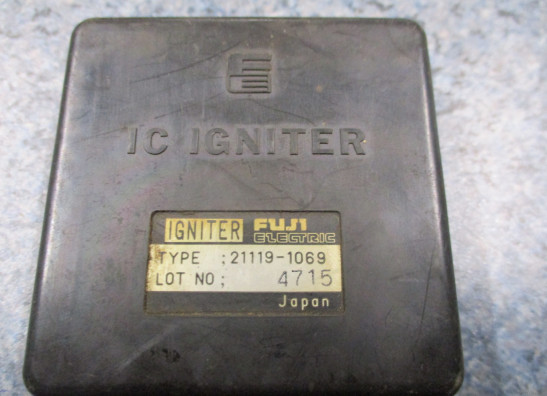 IC IGNITER
IGNITER FUJI ELECTRIC
TYPE ; 21119-1069
LOT NO ; 4715
Japan